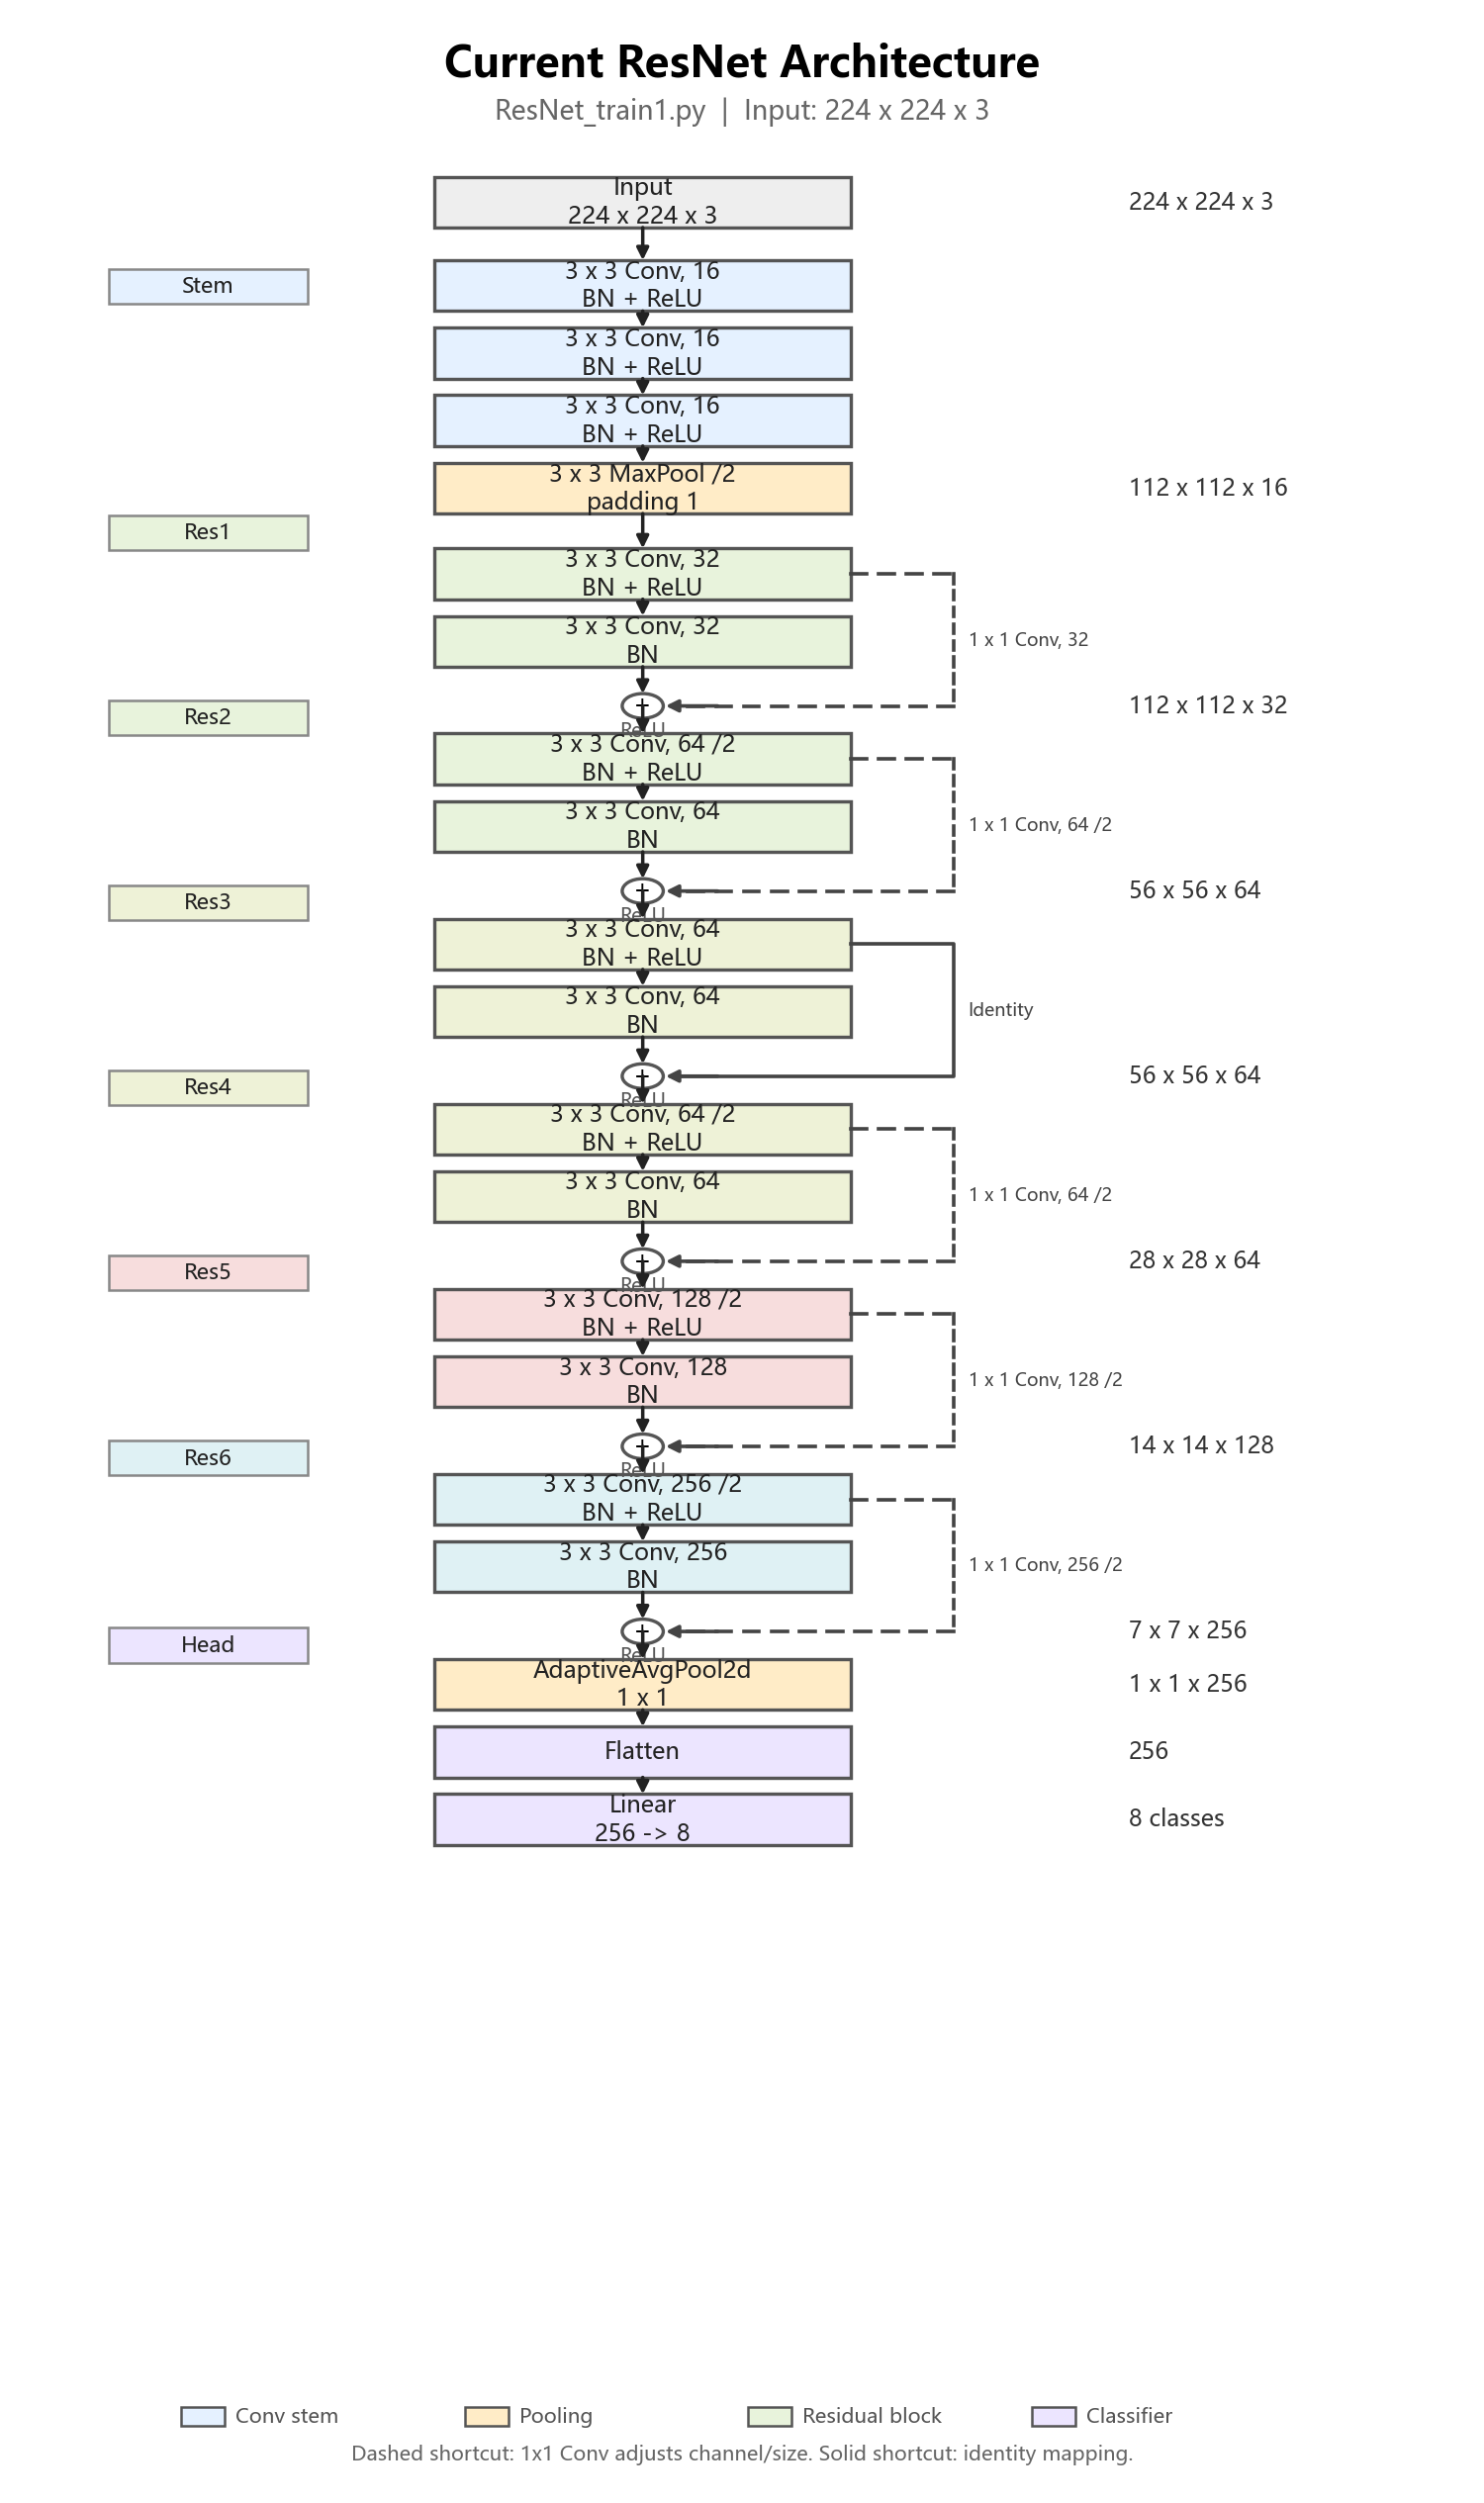 Current ResNet Architecture
ResNet_train1.py | Input: 224 x 224 x 3
Input
224 x 224 x 3
224 x 224 x 3
Stem
3 x 3 Conv, 16
BN + ReLU
3 x 3 Conv, 16
BN + ReLU
3 x 3 Conv, 16
BN + ReLU
3 x 3 MaxPool /2
padding 1
112 x 112 x 16
Res1
3 x 3 Conv, 32
BN + ReLU
3 x 3 Conv, 32
BN
1 x 1 Conv, 32
+
112 x 112 x 32
Res2
ReLU
3 x 3 Conv, 64 /2
BN + ReLU
3 x 3 Conv, 64
BN
1 x 1 Conv, 64 /2
+
56 x 56 x 64
Res3
ReLU
3 x 3 Conv, 64
BN + ReLU
3 x 3 Conv, 64
BN
Identity
+
56 x 56 x 64
Res4
ReLU
3 x 3 Conv, 64 /2
BN + ReLU
3 x 3 Conv, 64
BN
1 x 1 Conv, 64 /2
+
28 x 28 x 64
Res5
ReLU
3 x 3 Conv, 128 /2
BN + ReLU
3 x 3 Conv, 128
BN
1 x 1 Conv, 128 /2
+
14 x 14 x 128
Res6
ReLU
3 x 3 Conv, 256 /2
BN + ReLU
3 x 3 Conv, 256
BN
1 x 1 Conv, 256 /2
+
7 x 7 x 256
Head
ReLU
AdaptiveAvgPool2d
1 x 1
1 x 1 x 256
Flatten
256
Linear
256 -> 8
8 classes
Conv stem
Pooling
Residual block
Classifier
Dashed shortcut: 1x1 Conv adjusts channel/size. Solid shortcut: identity mapping.